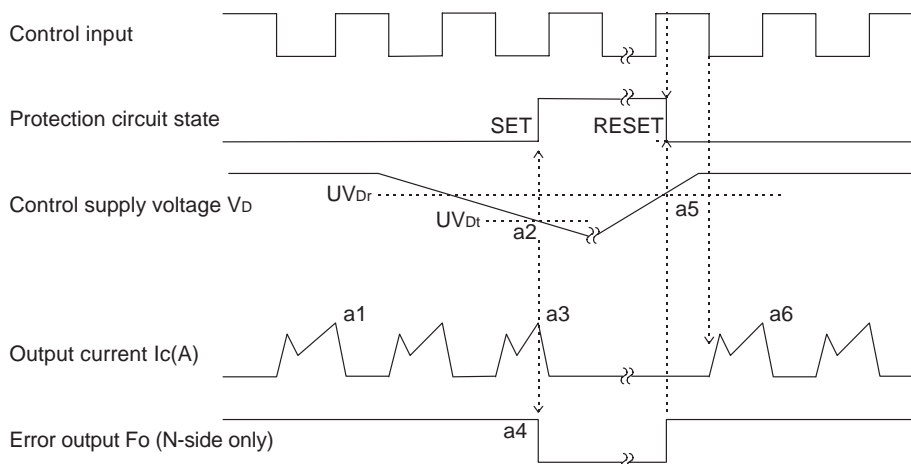 Control input
Protection circuit state
SET
RESET
UVDr
Control supply voltage VD
UVDt
a2
a5
a1
a3
a6
Output current Ic(A)
a4
Error output Fo (N-side only)